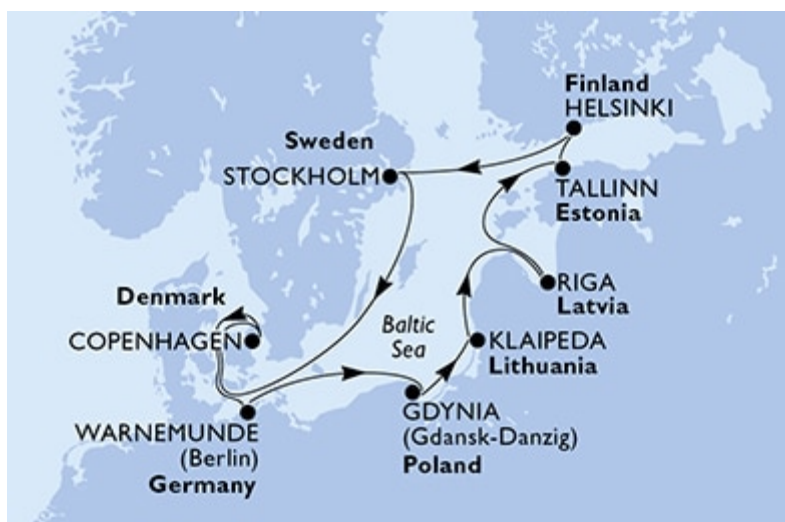 Finland
HELSINKI
Sweden
STOCKHOLM
TALLINN
Estonia
RIGA
Latvia
Denmark
COPENHAGEN
Baltic
Sea
KLAIPEDA
Lithuania
GDYNIA
(Gdansk-Danzig)
Poland
WARNEMUNDE
(Berlin)
Germany